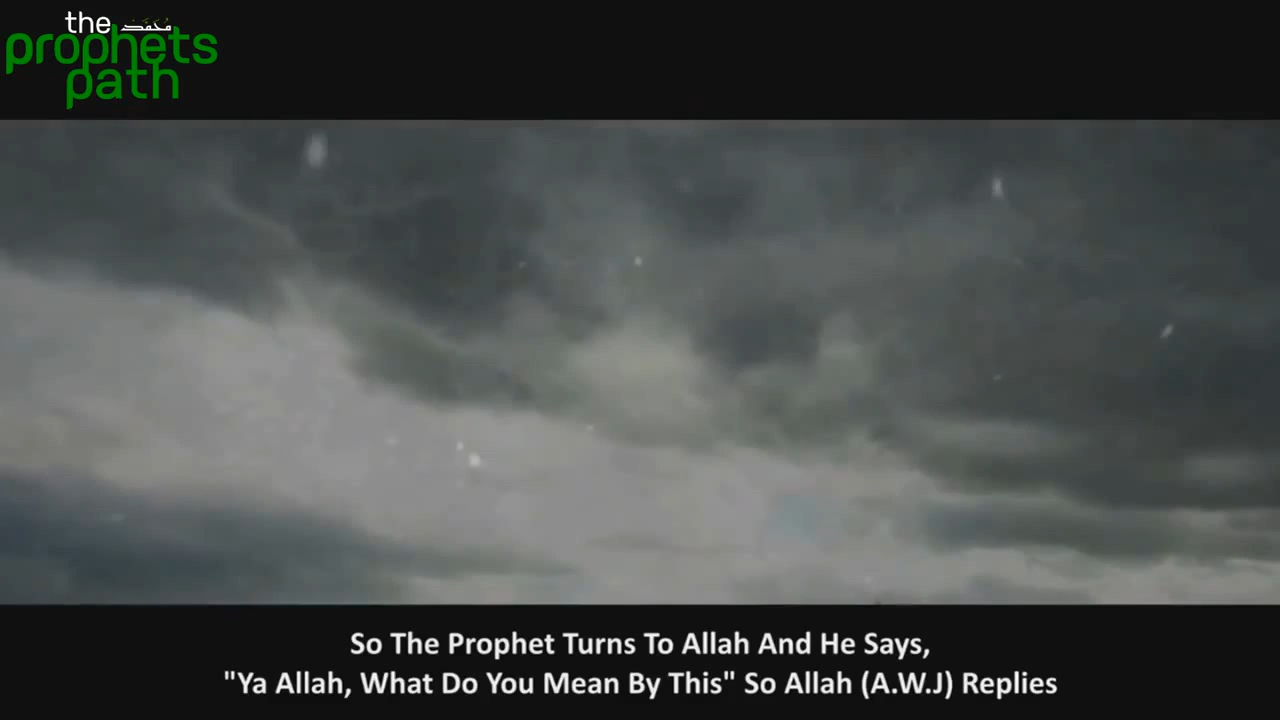 the مُحَمَّد
prophets
path
So The Prophet Turns To Allah And He Says,
"Ya Allah, What Do You Mean By This" So Allah (A.W.J) Replies